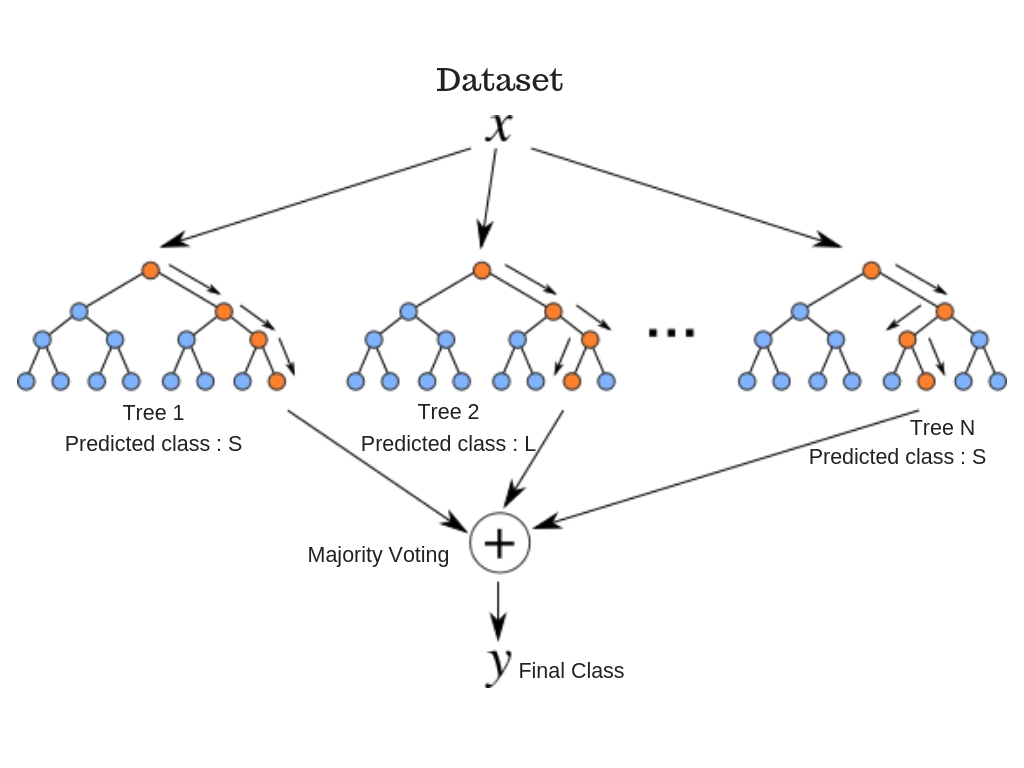 Dataset
x
...
Tree 1
Predicted class : S
Tree 2
Predicted class : L
Tree N
Predicted class : S
Majority Voting
+
y
Final Class